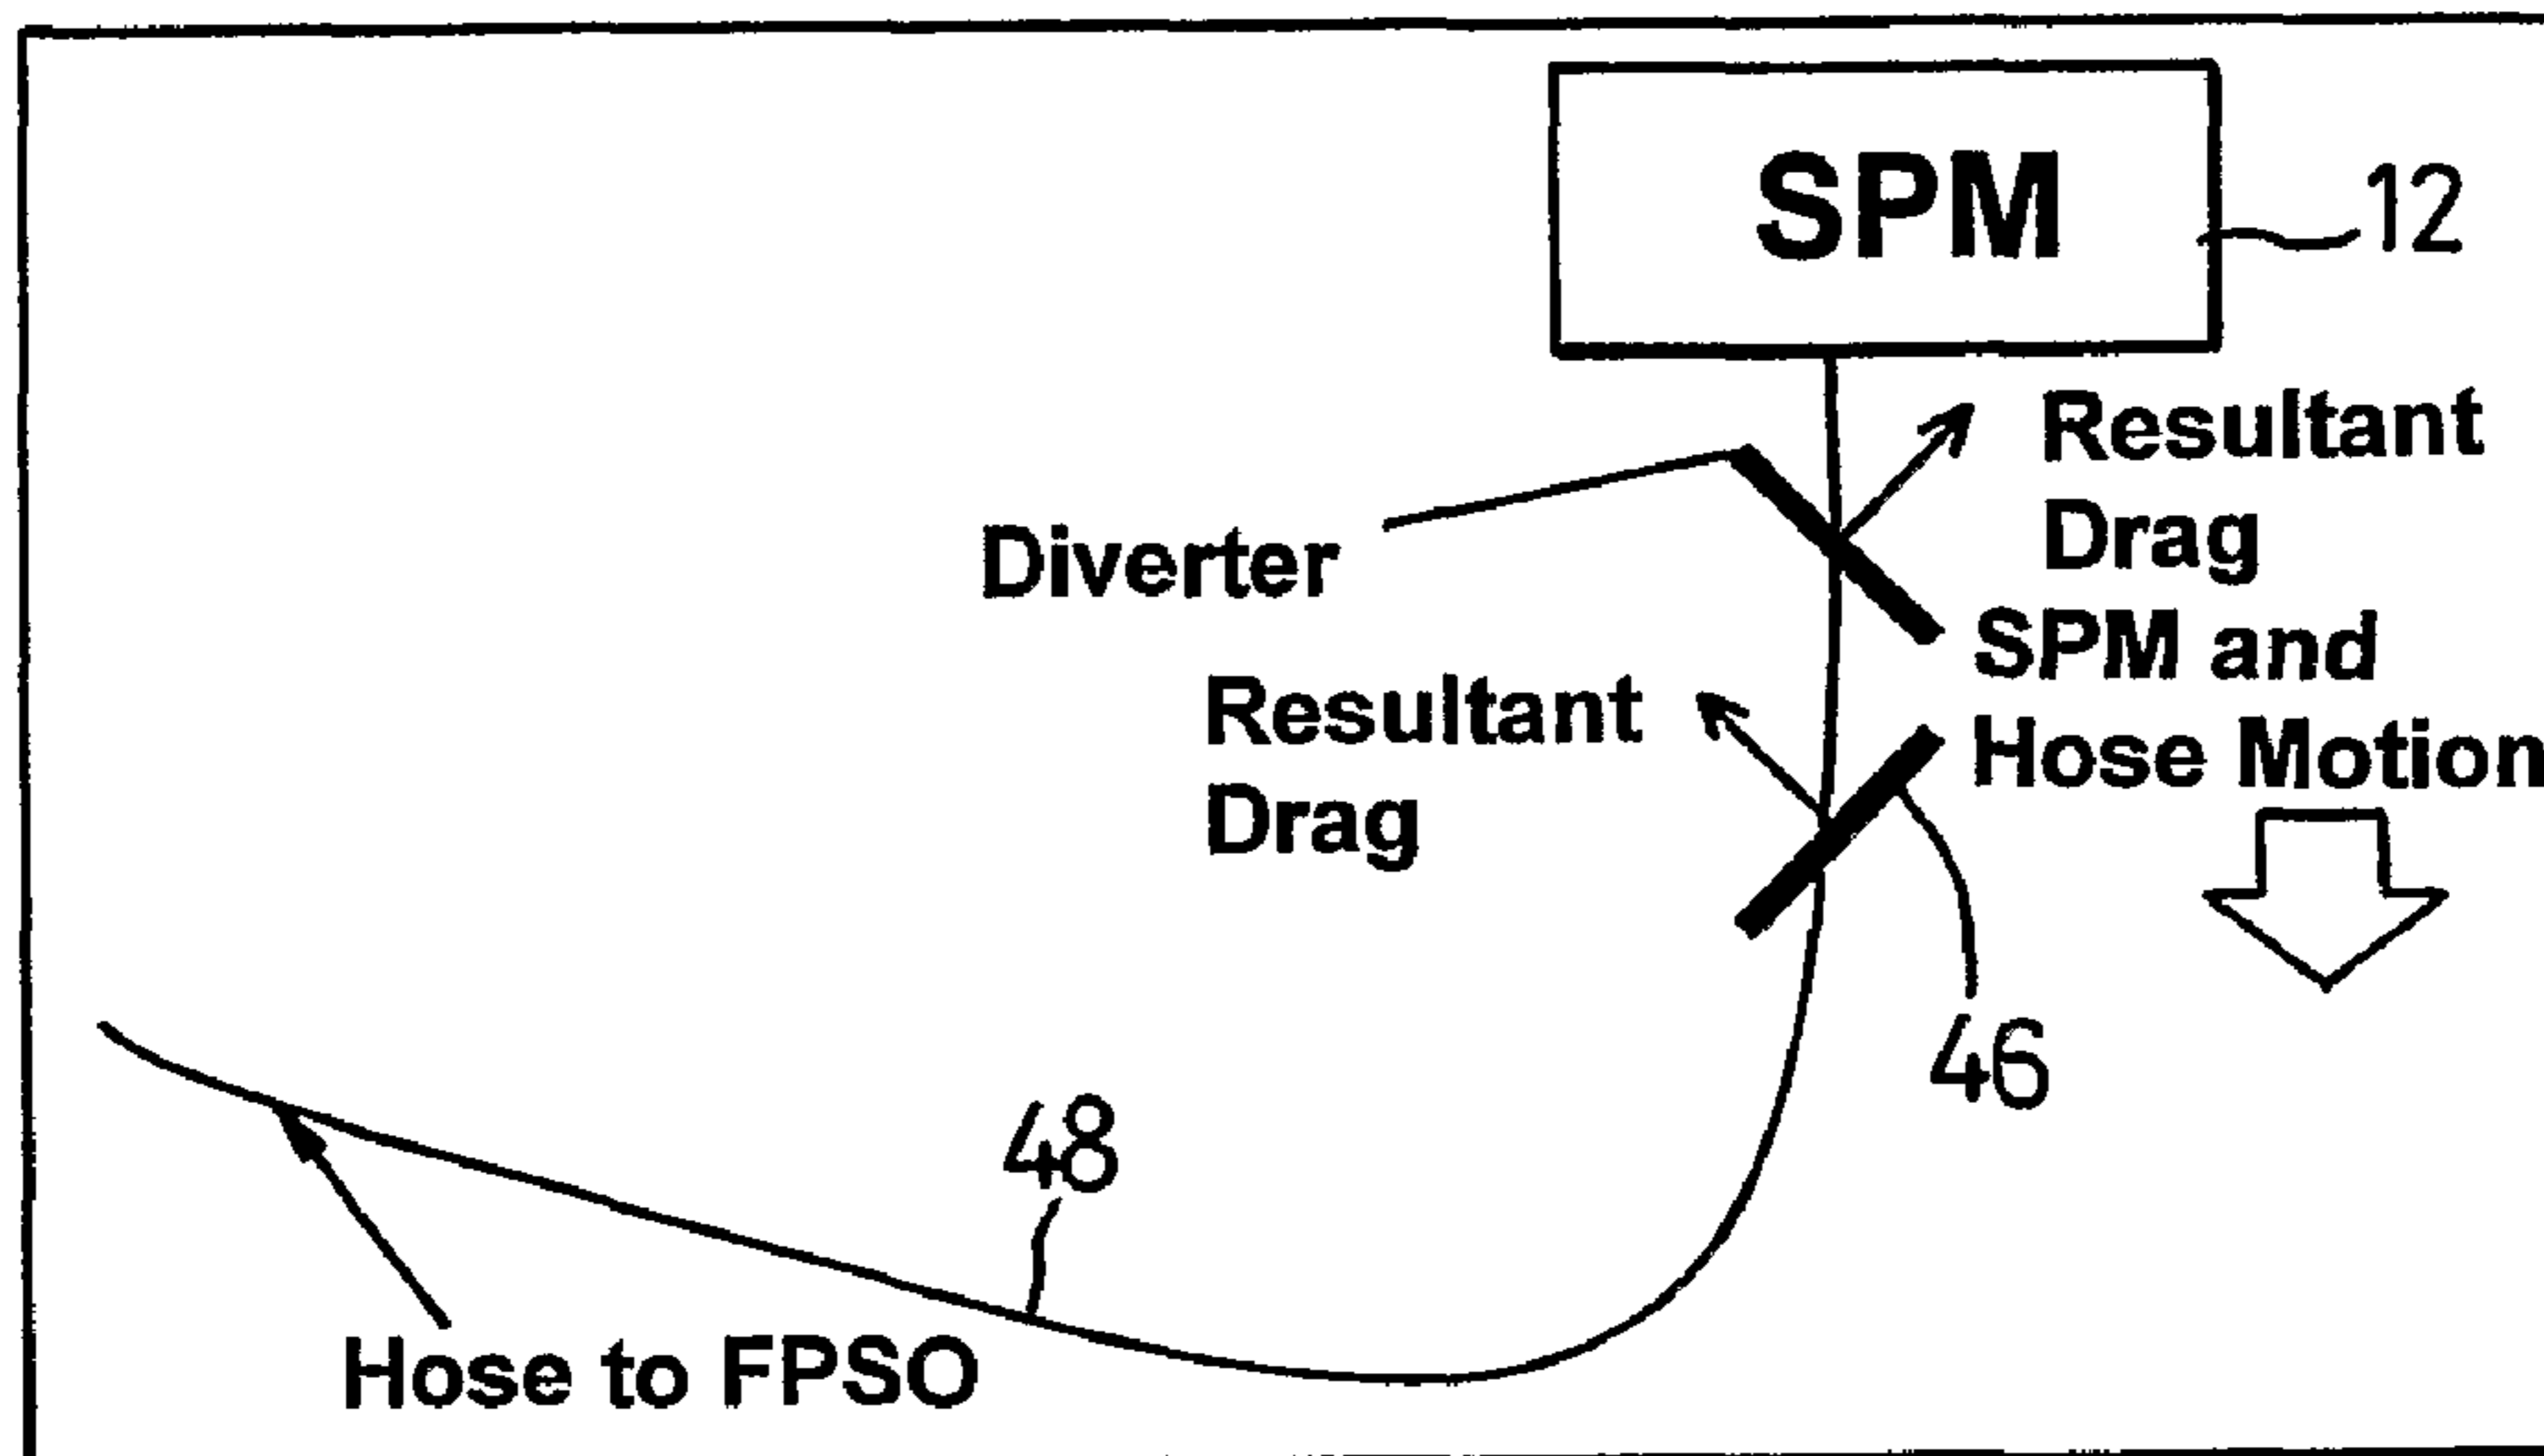 SPM
12
Resultant
Drag
Diverter
SPM and
Hose Motion
Resultant
Drag
46
48
Hose to FPSO